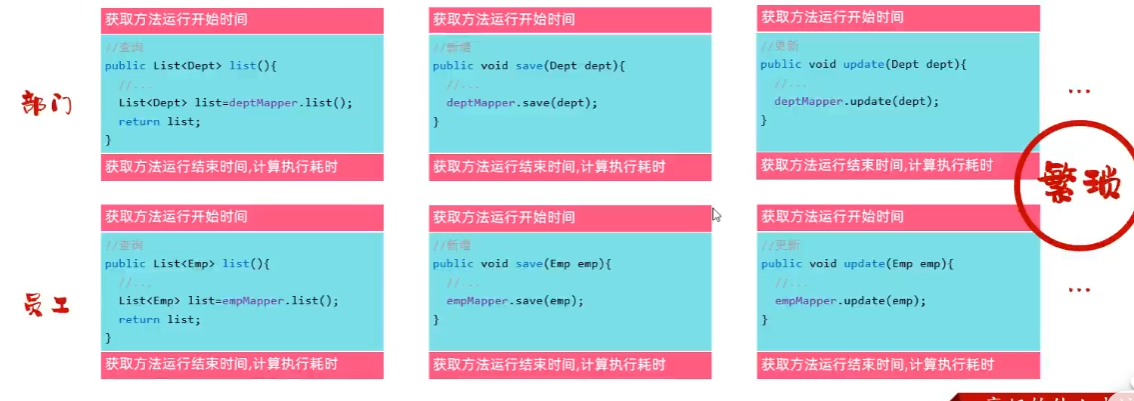 获取方法运行开始时间
//查询
public List<Dept> list(){
//...
List<Dept> list=deptMapper.list();
return list;
}
获取方法运行结束时间,计算执行耗时
获取方法运行开始时间
//新增
public void save(Dept dept){
//...
deptMapper.save(dept);
}
获取方法运行结束时间,计算执行耗时
获取方法运行开始时间
//更新
public void update(Dept dept){
//...
deptMapper.update(dept);
}
获取方法运行结束时间,计算执行耗时
部门
...
繁琐
获取方法运行开始时间
//查询
public List<Emp> list(){
//...
List<Emp> list=empMapper.list();
return list;
}
获取方法运行结束时间,计算执行耗时
获取方法运行开始时间
//新增
public void save(Emp emp){
//...
empMapper.save(emp);
}
获取方法运行结束时间,计算执行耗时
获取方法运行开始时间
//更新
public void update(Emp emp){
//...
empMapper.update(emp);
}
获取方法运行结束时间,计算执行耗时
员工
...